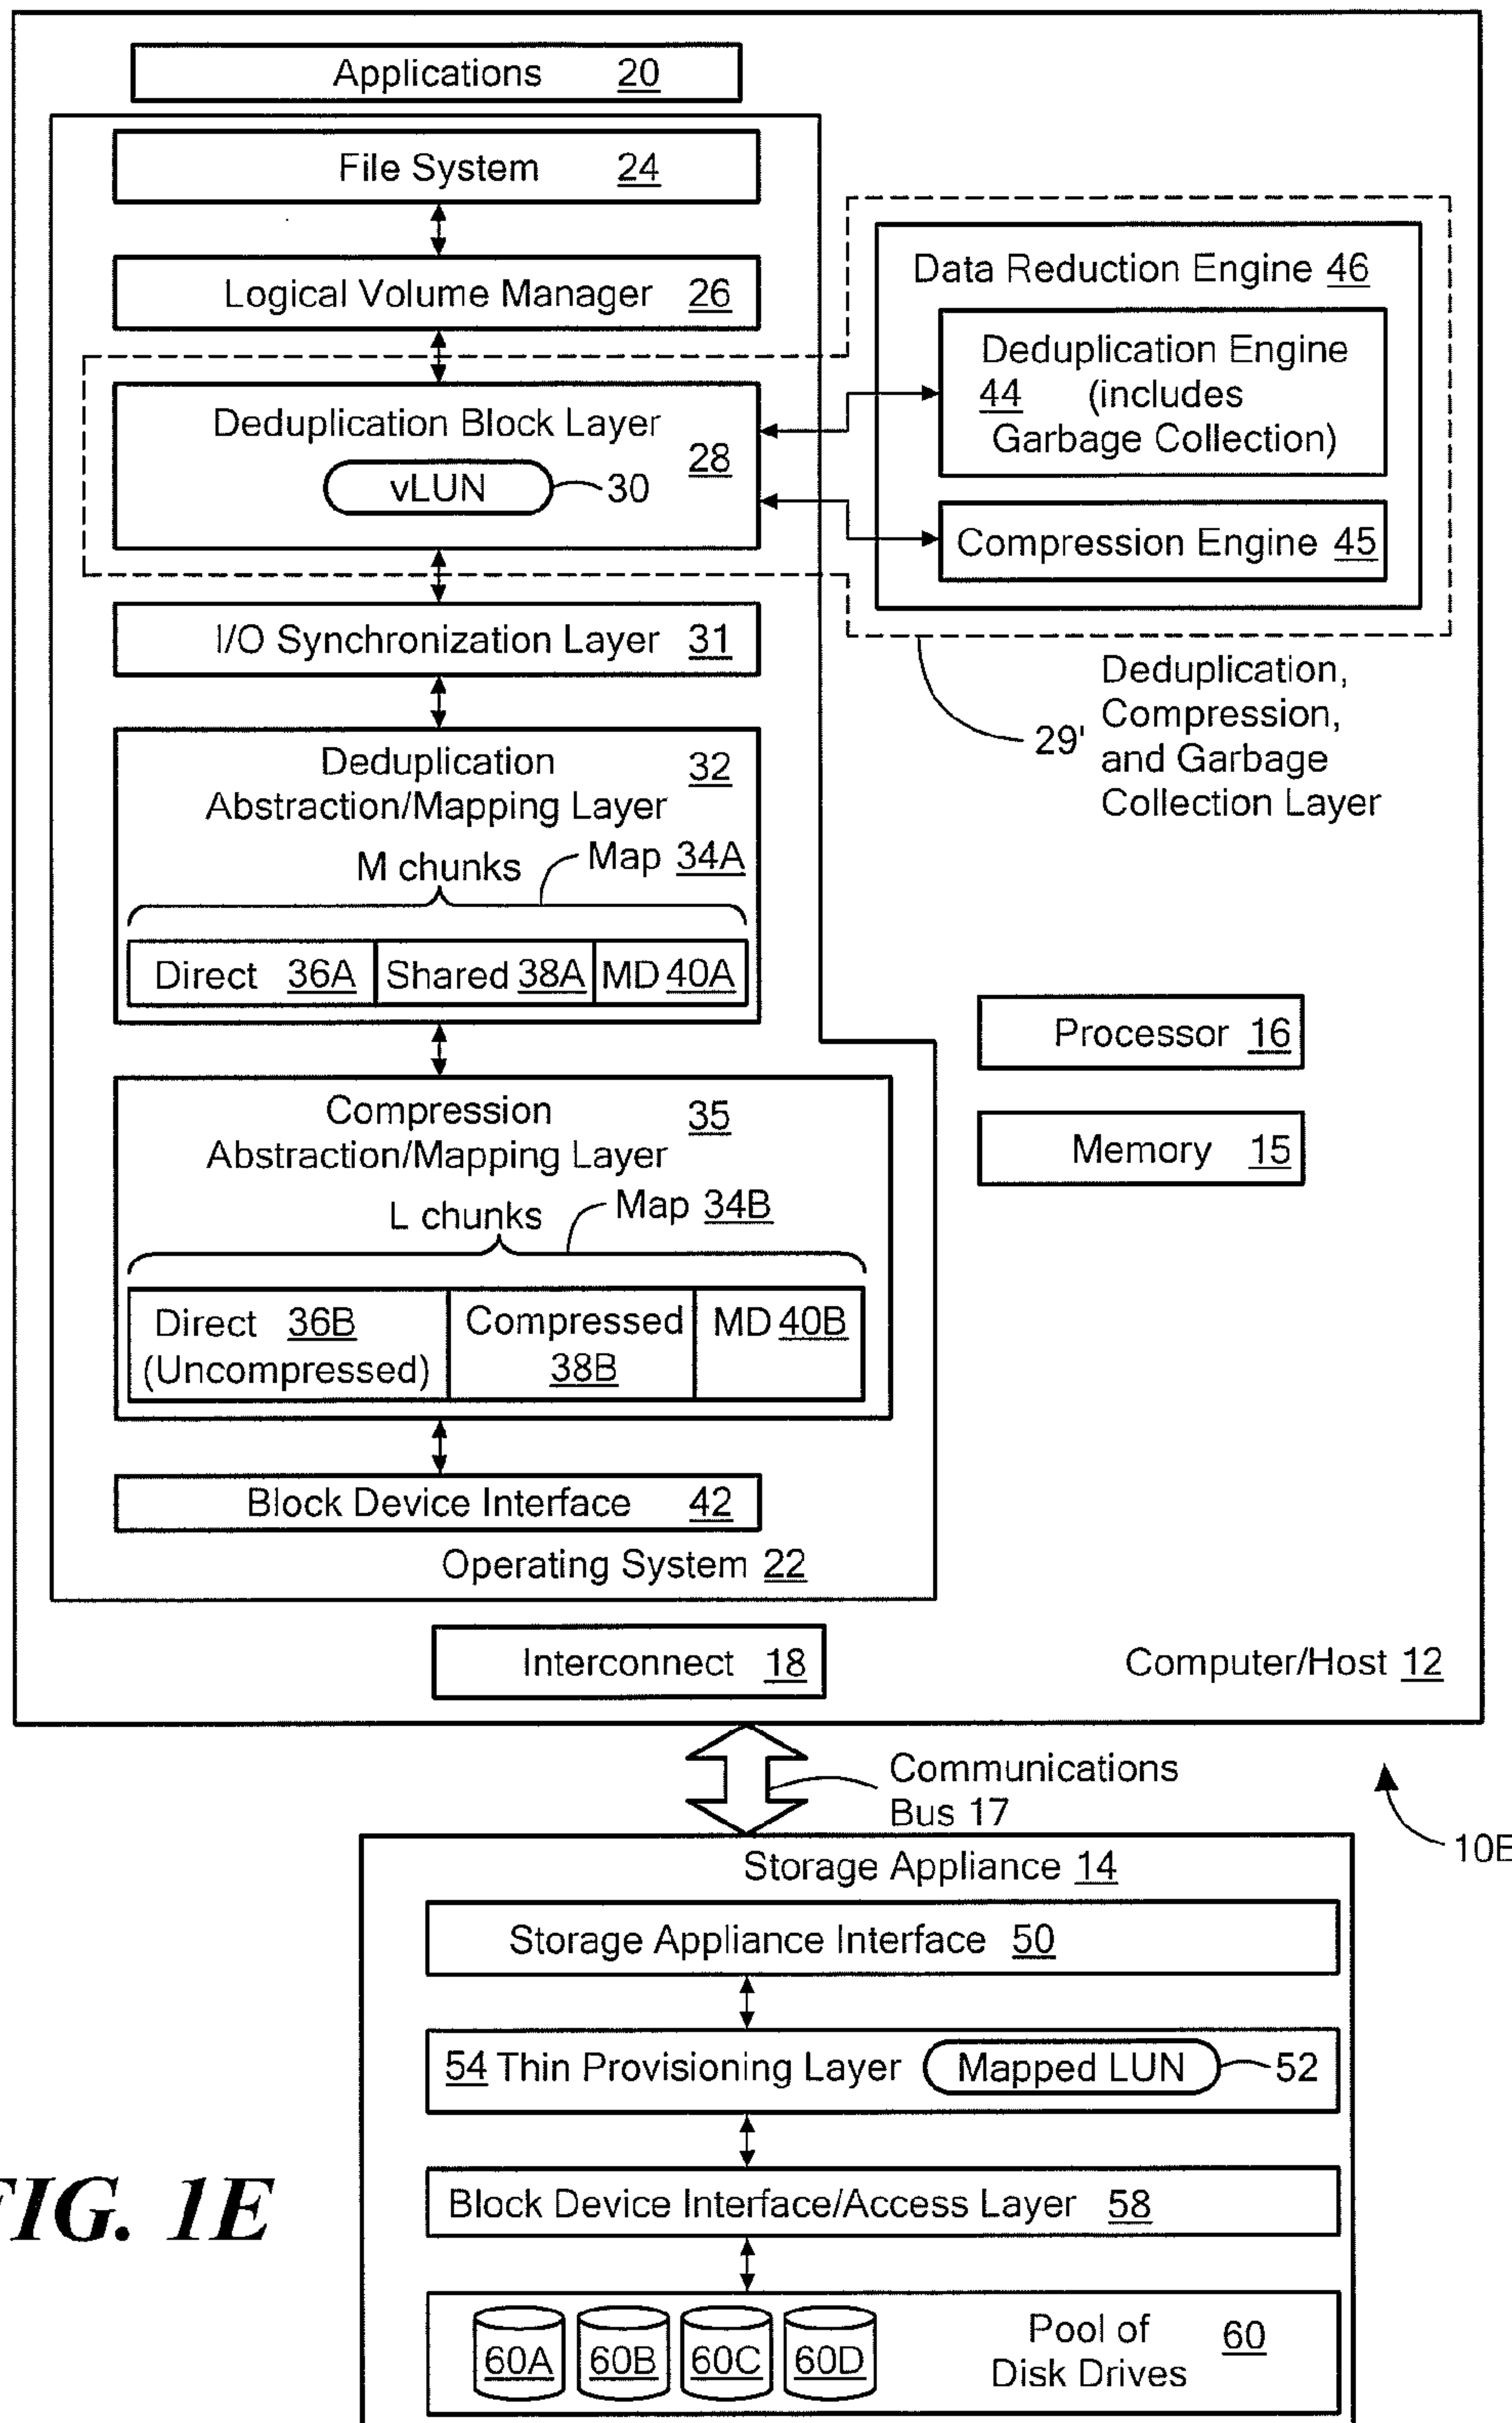 Applications 20
File System 24
Logical Volume Manager 26
Data Reduction Engine 46
Deduplication Engine
44 (includes
Garbage Collection)
Compression Engine 45
Deduplication Block Layer
28
vLUN
30
I/O Synchronization Layer 31
29'
Deduplication,
Compression,
and Garbage
Collection Layer
Deduplication 32
Abstraction/Mapping Layer
M chunks
Map 34A
Direct 36A
Shared 38A
MD 40A
Processor 16
Memory 15
Compression 35
Abstraction/Mapping Layer
L chunks
Map 34B
Direct 36B
(Uncompressed)
Compressed
38B
MD 40B
Block Device Interface 42
Operating System 22
Interconnect 18
Computer/Host 12
Communications
Bus 17
Storage Appliance 14
Storage Appliance Interface 50
54 Thin Provisioning Layer
Mapped LUN
52
Block Device Interface/Access Layer 58
60A
60B
60C
60D
Pool of 60
Disk Drives
FIG. 1E